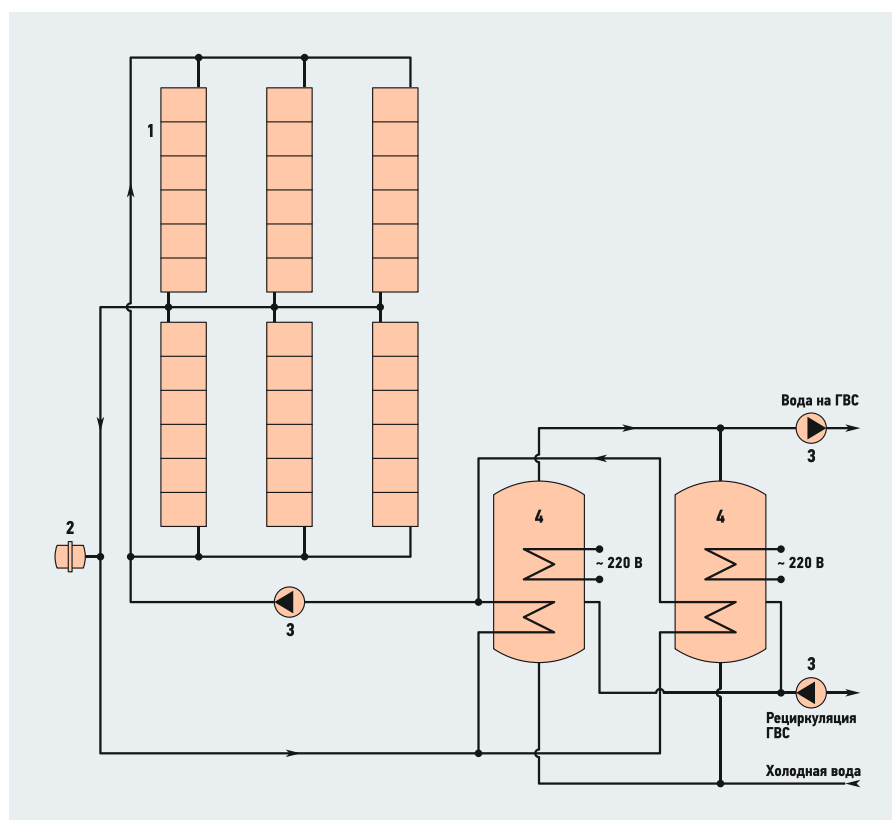 1
Вода на ГВС
3
4
4
2
~ 220 В
~ 220 В
3
3
Рециркуляция
ГВС
Холодная вода